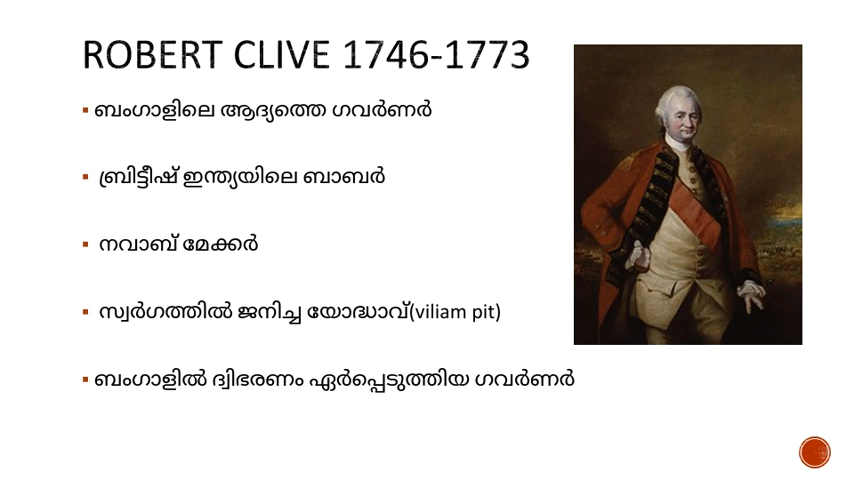 ROBERT CLIVE 1746-1773
▪ ബംഗാളിലെ ആദ്യത്തെ ഗവർണർ
▪ ബ്രിട്ടീഷ് ഇന്ത്യയിലെ ബാബർ
▪ നവാബ് മേക്കർ
▪ സ്വർഗത്തിൽ ജനിച്ച യോദ്ധാവ്(viliam pit)
▪ ബംഗാളിൽ ദ്വിഭരണം ഏർപ്പെടുത്തിയ ഗവർണർ